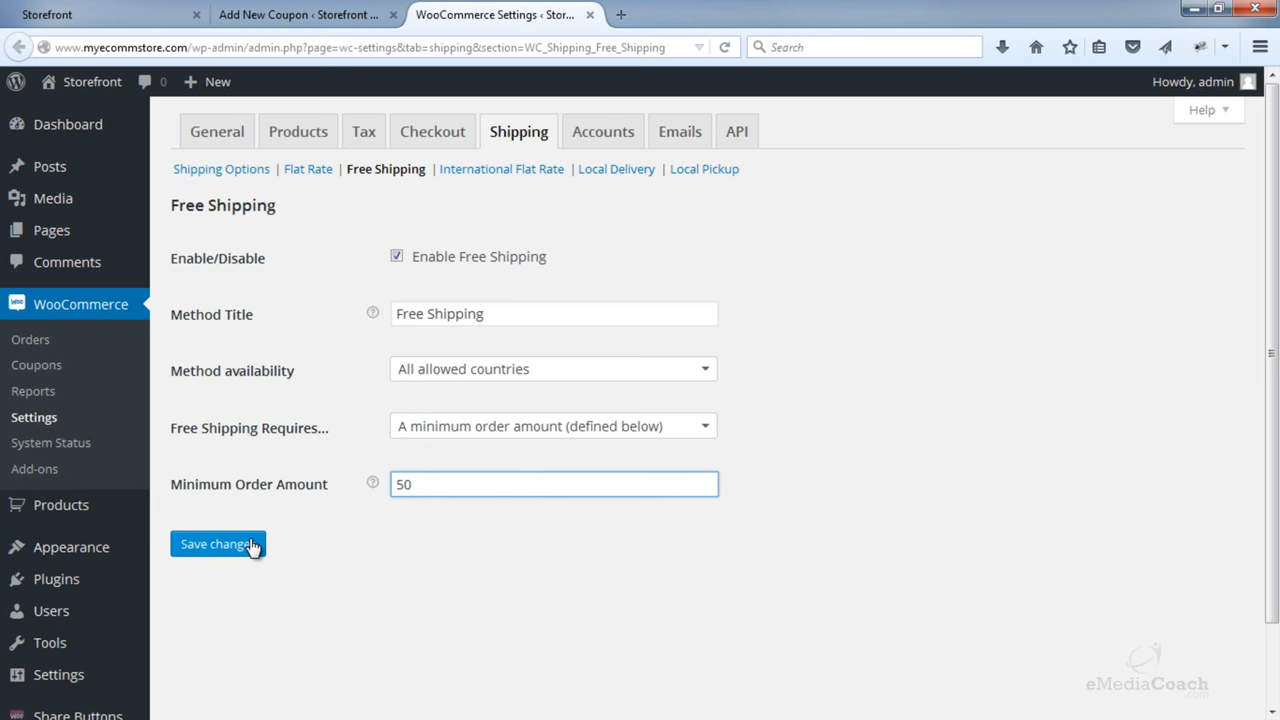 Storefront
Add New Coupon ‹ Storefront ...
WooCommerce Settings ‹ Stor...
www.myecommstore.com/wp-admin/admin.php?page=wc-settings&tab=shipping&section=WC_Shipping_Free_Shipping
Search
Storefront
0
New
Howdy, admin
Help
Dashboard
Posts
Media
Pages
Comments
WooCommerce
Orders
Coupons
Reports
Settings
System Status
Add-ons
Products
Appearance
Plugins
Users
Tools
Settings
Share Buttons
General
Products
Tax
Checkout
Shipping
Accounts
Emails
API
Shipping Options | Flat Rate | Free Shipping | International Flat Rate | Local Delivery | Local Pickup
Free Shipping
Enable/Disable
Enable Free Shipping
Method Title
Free Shipping
Method availability
All allowed countries
Free Shipping Requires...
A minimum order amount (defined below)
Minimum Order Amount
50
Save changes
eMediaCoach
.com